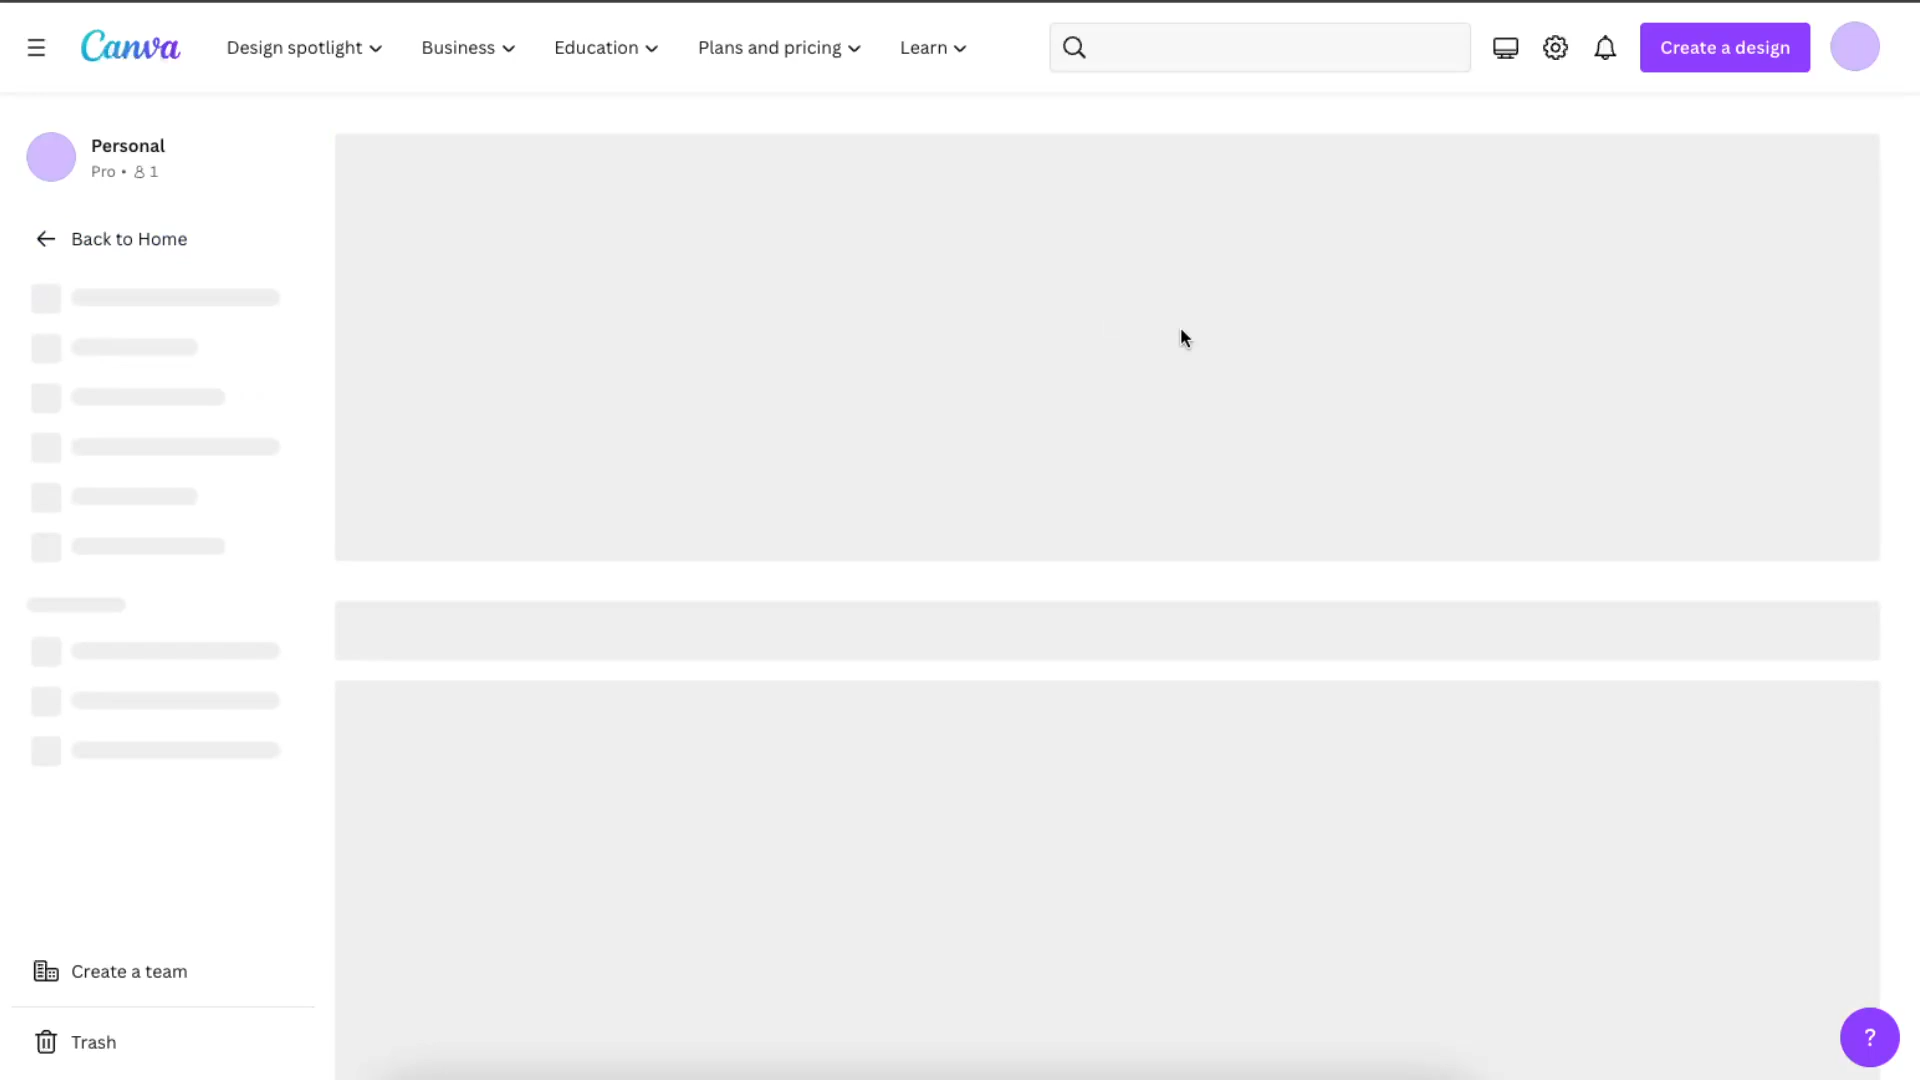 Canva
Design spotlight
Business
Education
Plans and pricing
Learn
Create a design
Personal
Pro • 1
Back to Home
Create a team
Trash
?